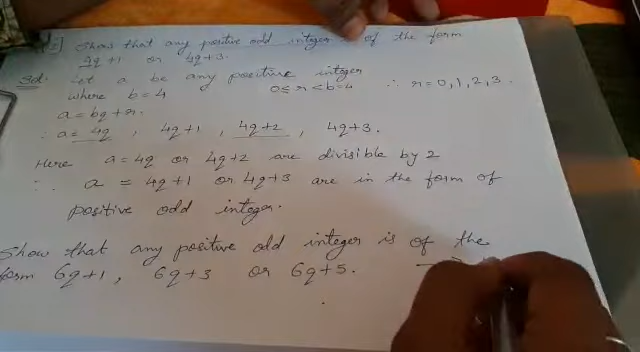 Show that any positive odd integer is of the form
2q+1 or 4q+3.
Sol. Let a be any positive integer
where b=4 0≤r<b=4 ∴ r=0,1,2,3.
a=bq+r.
∴ a=4q, 4q+1, 4q+2, 4q+3.
Here a=4q or 4q+2 are divisible by 2
∴ a = 4q+1 or 4q+3 are in the form of
positive odd integer.
Show that any positive odd integer is of the
form 6q+1, 6q+3 or 6q+5.